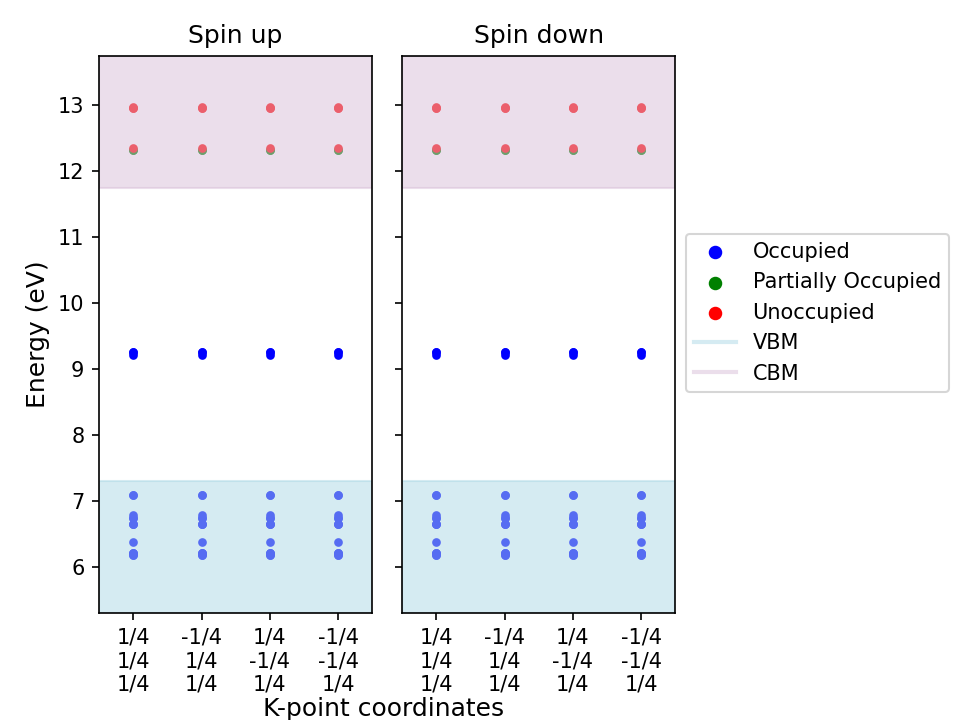 Spin up
Spin down
Energy (eV)
13
12
11
10
9
8
7
6
1/4 -1/4 1/4 -1/4
1/4 1/4 -1/4 -1/4
1/4 1/4 1/4 1/4
1/4 -1/4 1/4 -1/4
1/4 1/4 -1/4 -1/4
1/4 1/4 1/4 1/4
K-point coordinates
Occupied
Partially Occupied
Unoccupied
VBM
CBM